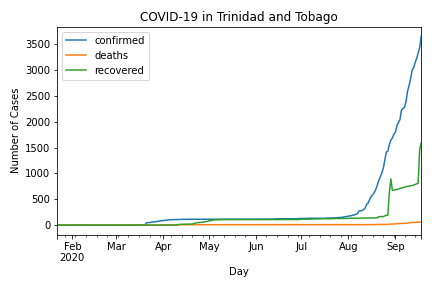 COVID-19 in Trinidad and Tobago
confirmed
deaths
recovered
Number of Cases
3500
3000
2500
2000
1500
1000
500
0
Feb Mar Apr May Jun Jul Aug Sep
2020
Day